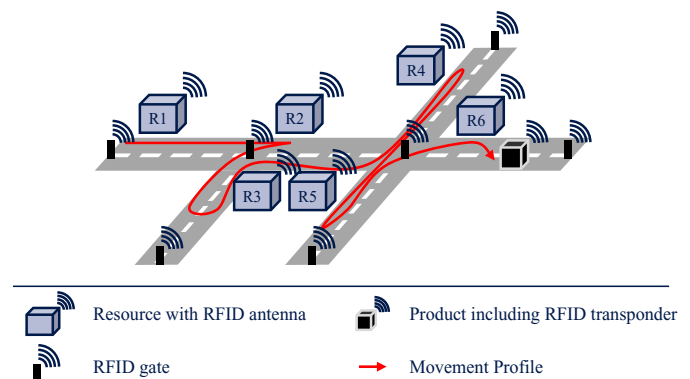 R4
R1
R2
R6
R3
R5
Resource with RFID antenna
Product including RFID transponder
RFID gate
Movement Profile